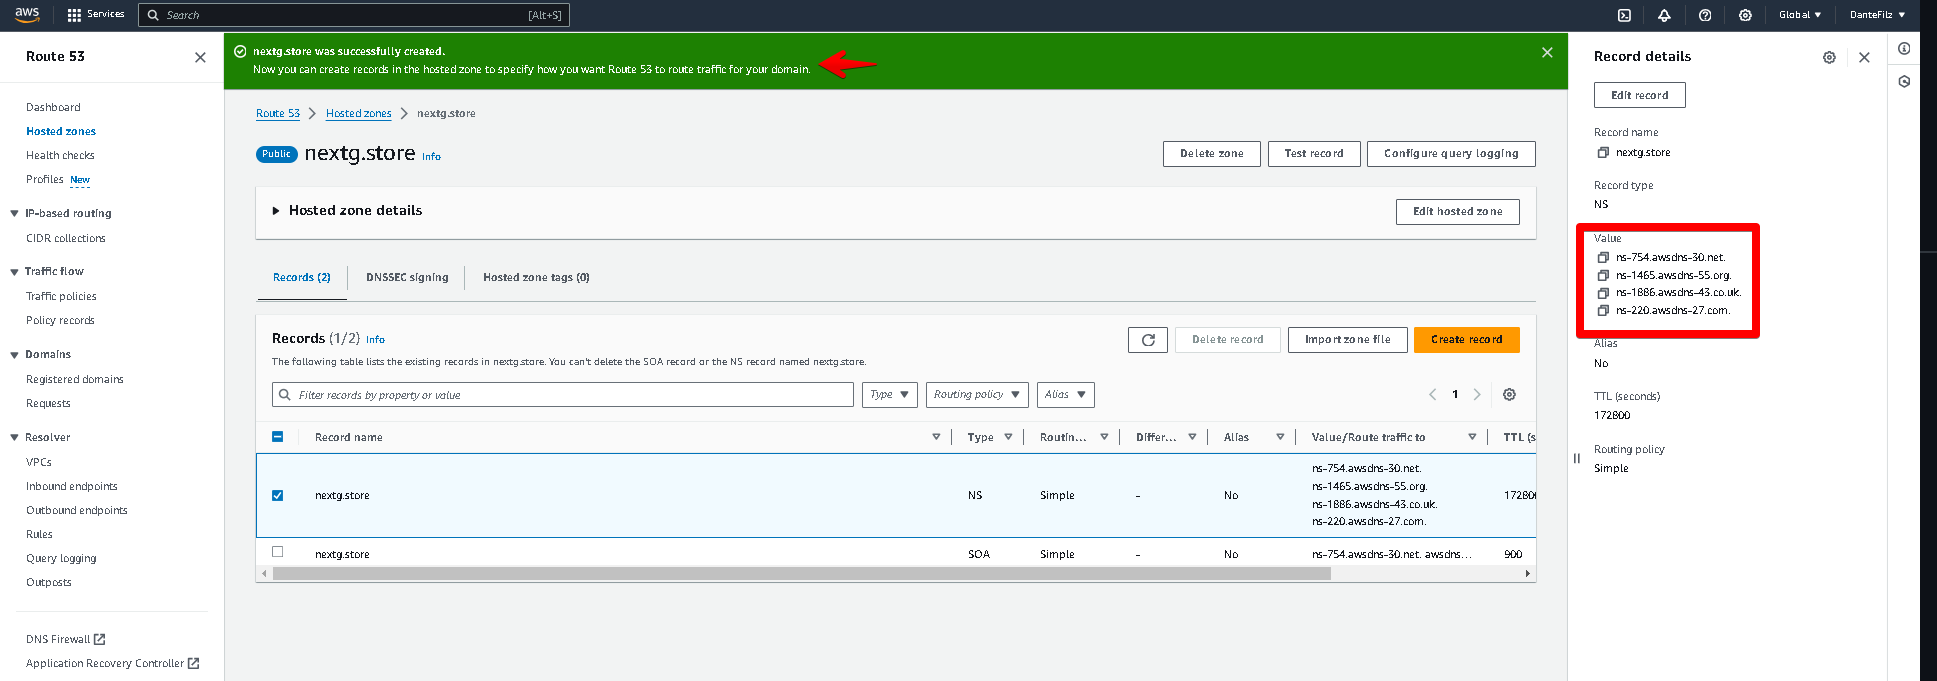 aws
Services
Search
[Alt+S]
Global
DanteFilz
Route 53
Dashboard
Hosted zones
Health checks
Profiles New
IP-based routing
CIDR collections
Traffic flow
Traffic policies
Policy records
Domains
Registered domains
Requests
Resolver
VPCs
Inbound endpoints
Outbound endpoints
Rules
Query logging
Outposts
DNS Firewall
Application Recovery Controller
nextg.store was successfully created.
Now you can create records in the hosted zone to specify how you want Route 53 to route traffic for your domain.
Route 53 Hosted zones nextg.store
Public nextg.store Info
Delete zone
Test record
Configure query logging
Hosted zone details
Edit hosted zone
Records (2)
DNSSEC signing
Hosted zone tags (0)
Records (1/2) Info
Delete record
Import zone file
Create record
The following table lists the existing records in nextg.store. You can't delete the SOA record or the NS record named nextg.store.
Filter records by property or value
Type
Routing policy
Alias
1
Record name Type Routin... Differ... Alias Value/Route traffic to TTL (s
nextg.store NS Simple - No ns-754.awsdns-30.net. 17280
ns-1465.awsdns-55.org.
ns-1886.awsdns-43.co.uk.
ns-220.awsdns-27.com.
nextg.store SOA Simple - No ns-754.awsdns-30.net. awsdns... 900
Record details
Edit record
Record name
nextg.store
Record type
NS
Value
ns-754.awsdns-30.net.
ns-1465.awsdns-55.org.
ns-1886.awsdns-43.co.uk.
ns-220.awsdns-27.com.
Alias
No
TTL (seconds)
172800
Routing policy
Simple